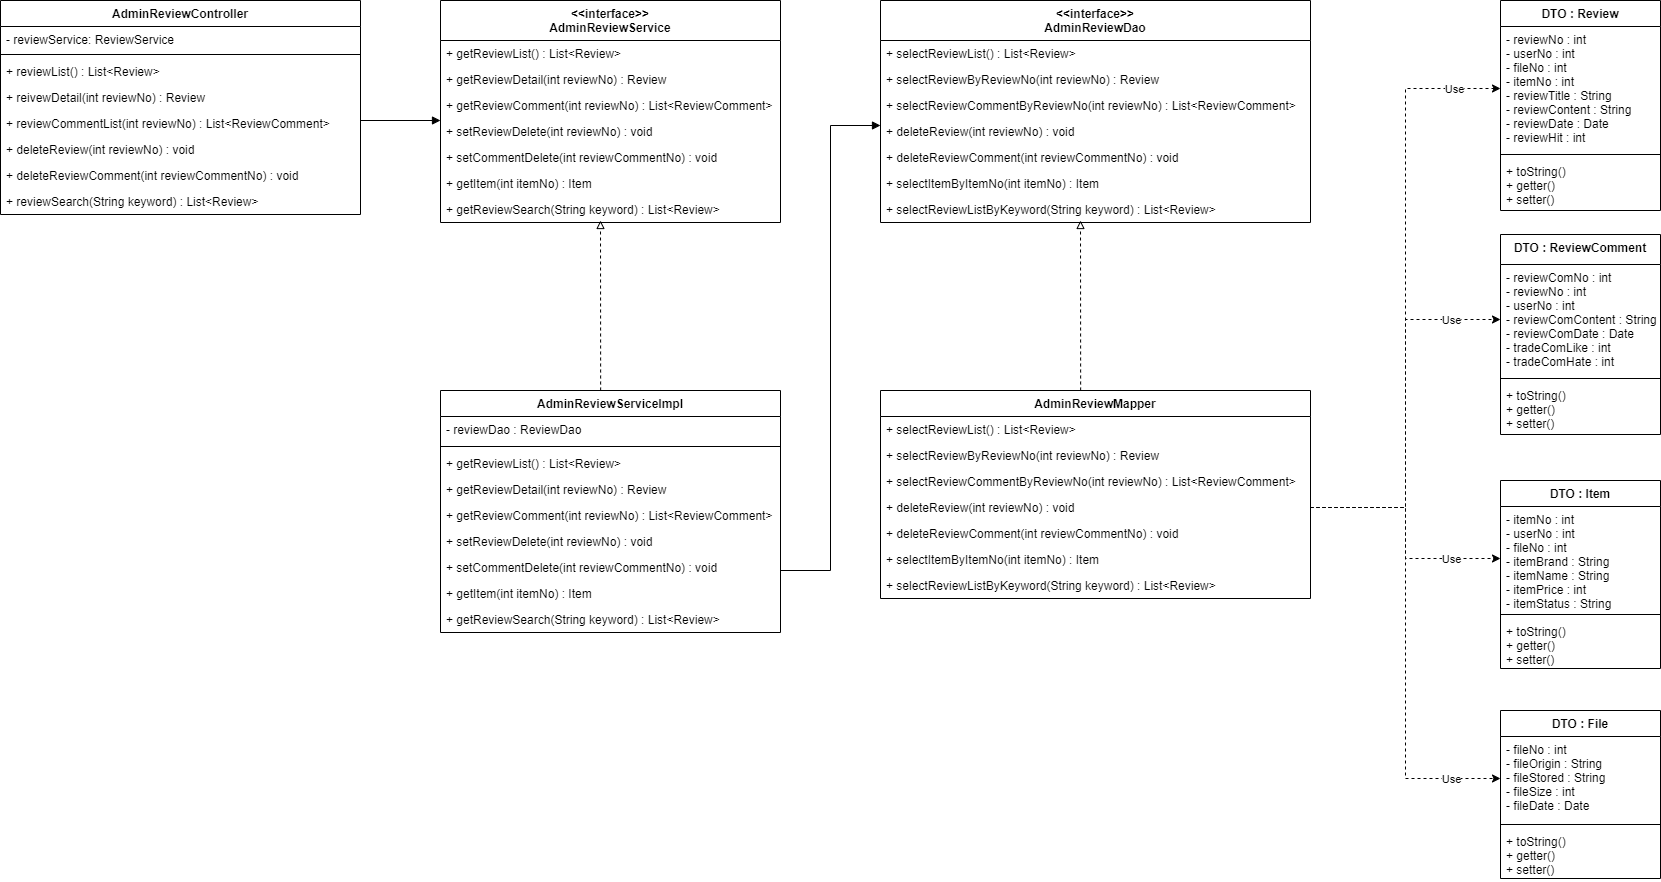 AdminReviewController
- reviewService: ReviewService
+ reviewList() : List<Review>
+ reivewDetail(int reviewNo) : Review
+ reviewCommentList(int reviewNo) : List<ReviewComment>
+ deleteReview(int reviewNo) : void
+ deleteReviewComment(int reviewCommentNo) : void
+ reviewSearch(String keyword) : List<Review>
<<interface>>
AdminReviewService
+ getReviewList() : List<Review>
+ getReviewDetail(int reviewNo) : Review
+ getReviewComment(int reviewNo) : List<ReviewComment>
+ setReviewDelete(int reviewNo) : void
+ setCommentDelete(int reviewCommentNo) : void
+ getItem(int itemNo) : Item
+ getReviewSearch(String keyword) : List<Review>
<<interface>>
AdminReviewDao
+ selectReviewList() : List<Review>
+ selectReviewByReviewNo(int reviewNo) : Review
+ selectReviewCommentByReviewNo(int reviewNo) : List<ReviewComment>
+ deleteReview(int reviewNo) : void
+ deleteReviewComment(int reviewCommentNo) : void
+ selectItemByItemNo(int itemNo) : Item
+ selectReviewListByKeyword(String keyword) : List<Review>
AdminReviewServiceImpl
- reviewDao : ReviewDao
+ getReviewList() : List<Review>
+ getReviewDetail(int reviewNo) : Review
+ getReviewComment(int reviewNo) : List<ReviewComment>
+ setReviewDelete(int reviewNo) : void
+ setCommentDelete(int reviewCommentNo) : void
+ getItem(int itemNo) : Item
+ getReviewSearch(String keyword) : List<Review>
AdminReviewMapper
+ selectReviewList() : List<Review>
+ selectReviewByReviewNo(int reviewNo) : Review
+ selectReviewCommentByReviewNo(int reviewNo) : List<ReviewComment>
+ deleteReview(int reviewNo) : void
+ deleteReviewComment(int reviewCommentNo) : void
+ selectItemByItemNo(int itemNo) : Item
+ selectReviewListByKeyword(String keyword) : List<Review>
Use
Use
Use
Use
DTO : Review
- reviewNo : int
- userNo : int
- fileNo : int
- itemNo : int
- reviewTitle : String
- reviewContent : String
- reviewDate : Date
- reviewHit : int
+ toString()
+ getter()
+ setter()
DTO : ReviewComment
- reviewComNo : int
- reviewNo : int
- userNo : int
- reviewComContent : String
- reviewComDate : Date
- tradeComLike : int
- tradeComHate : int
+ toString()
+ getter()
+ setter()
DTO : Item
- itemNo : int
- userNo : int
- fileNo : int
- itemBrand : String
- itemName : String
- itemPrice : int
- itemStatus : String
+ toString()
+ getter()
+ setter()
DTO : File
- fileNo : int
- fileOrigin : String
- fileStored : String
- fileSize : int
- fileDate : Date
+ toString()
+ getter()
+ setter()